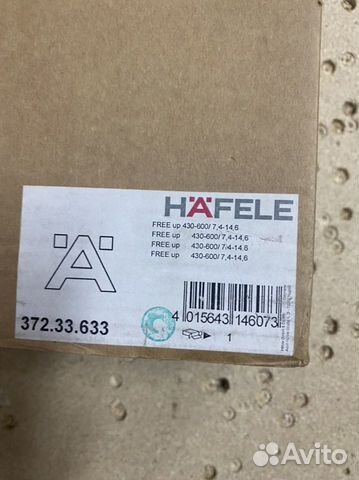 HÄFELE
FREE up 430-600/ 7,4-14,6
FREE up 430-600/ 7,4-14,6
FREE up 430-600/ 7,4-14,6
FREE up 430-600/ 7,4-14,6
Ä
372.33.633
4 015643 146073
1
Avito